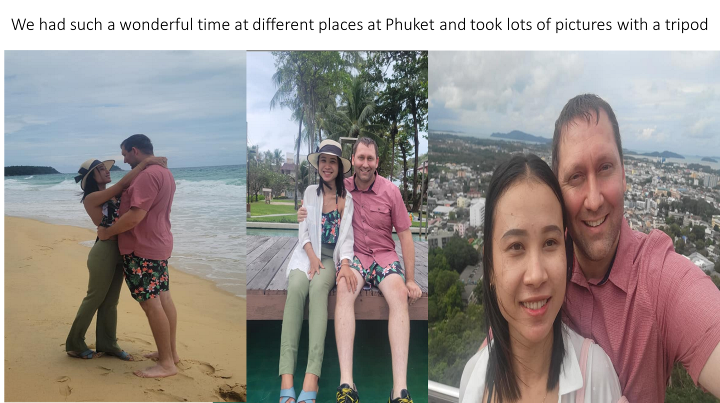 We had such a wonderful time at different places at Phuket and took lots of pictures with a tripod